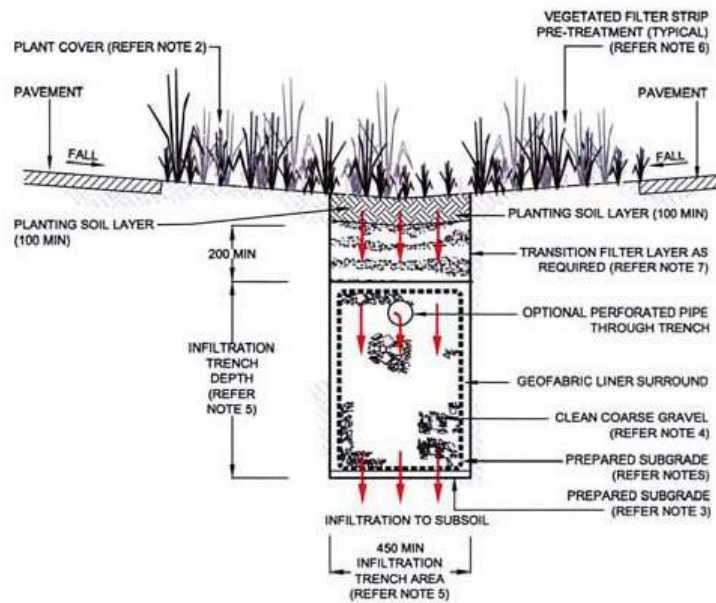 VEGETATED FILTER STRIP
PRE-TREATMENT (TYPICAL)
(REFER NOTE 6)
PLANT COVER (REFER NOTE 2)
PAVEMENT
PAVEMENT
FALL
FALL
PLANTING SOIL LAYER
(100 MIN)
PLANTING SOIL LAYER (100 MIN)
200 MIN
TRANSITION FILTER LAYER AS
REQUIRED (REFER NOTE 7)
OPTIONAL PERFORATED PIPE
THROUGH TRENCH
INFILTRATION
TRENCH
DEPTH
(REFER
NOTE 5)
GEOFABRIC LINER SURROUND
CLEAN COARSE GRAVEL
(REFER NOTE 4)
PREPARED SUBGRADE
(REFER NOTES)
PREPARED SUBGRADE
(REFER NOTE 3)
INFILTRATION TO SUBSOIL
450 MIN
INFILTRATION
TRENCH AREA
(REFER NOTE 5)